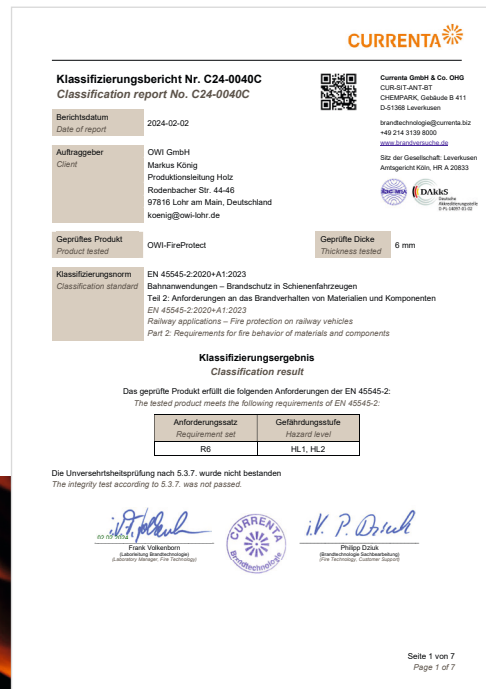 CURRENTA
Klassifizierungsbericht Nr. C24-0040C
Classification report No. C24-0040C
Currenta GmbH & Co. OHG
CUR-SIT-ANT-BT
CHEMPARK, Gebäude B 411
D-51368 Leverkusen
brandtechnologie@currenta.biz
+49 214 3139 8000
www.brandversuche.de
Sitz der Gesellschaft: Leverkusen
Amtsgericht Köln, HR A 20833
DAkkS
Deutsche
Akkreditierungsstelle
D-PL-14097-01-02
Berichtsdatum
Date of report
2024-02-02
Auftraggeber
Client
OWI GmbH
Markus König
Produktionsleitung Holz
Rodenbacher Str. 44-46
97816 Lohr am Main, Deutschland
koenig@owi-lohr.de
Geprüftes Produkt
Product tested
OWI-FireProtect
Geprüfte Dicke
Thickness tested
6 mm
Klassifizierungsnorm
Classification standard
EN 45545-2:2020+A1:2023
Bahnanwendungen – Brandschutz in Schienenfahrzeugen
Teil 2: Anforderungen an das Brandverhalten von Materialien und Komponenten
EN 45545-2:2020+A1:2023
Railway applications – Fire protection on railway vehicles
Part 2: Requirements for fire behavior of materials and components
Klassifizierungsergebnis
Classification result
Das geprüfte Produkt erfüllt die folgenden Anforderungen der EN 45545-2:
The tested product meets the following requirements of EN 45545-2:
Anforderungssatz
Requirement set
Gefährdungsstufe
Hazard level
R6
HL1, HL2
Die Unversehrtsheitsprüfung nach 5.3.7. wurde nicht bestanden
The integrity test according to 5.3.7. was not passed.
i.V. P. Dziuk
Frank Volkenborn
(Laborleitung Brandtechnologie)
(Laboratory Manager, Fire Technology)
CURRENTA
Brandtechnologie
Philipp Dziuk
(Brandtechnologie Sachbearbeitung)
(Fire Technology, Customer Support)
Seite 1 von 7
Page 1 of 7